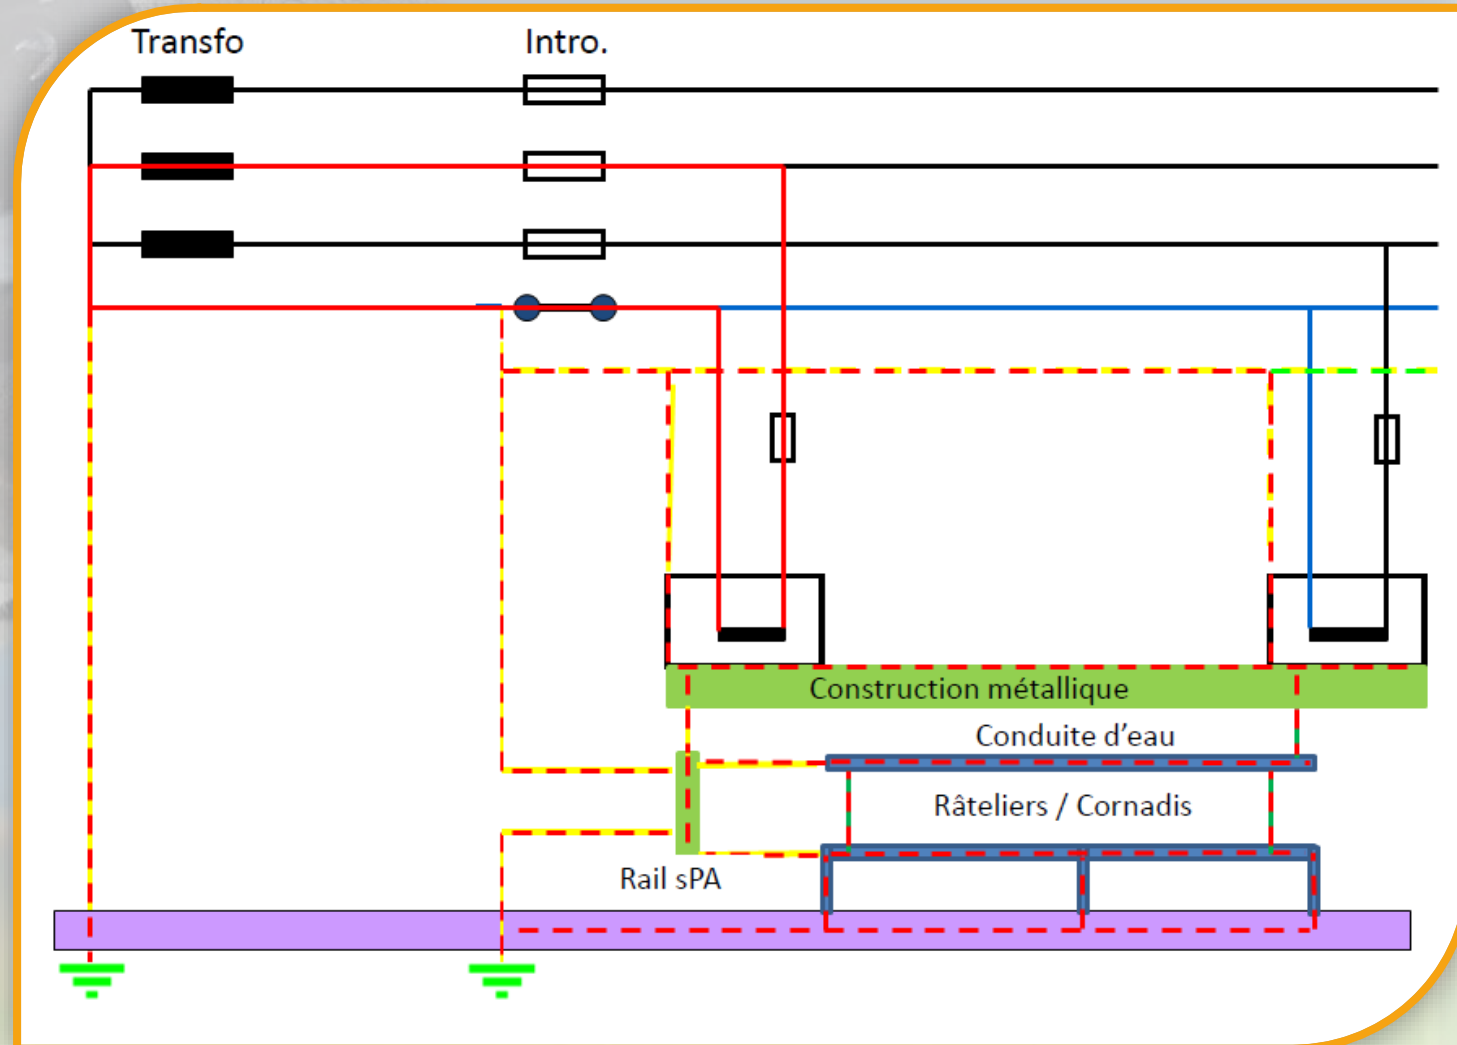 Transfo
Intro.
Construction métallique
Conduite d'eau
Râteliers / Cornadis
Rail sPA